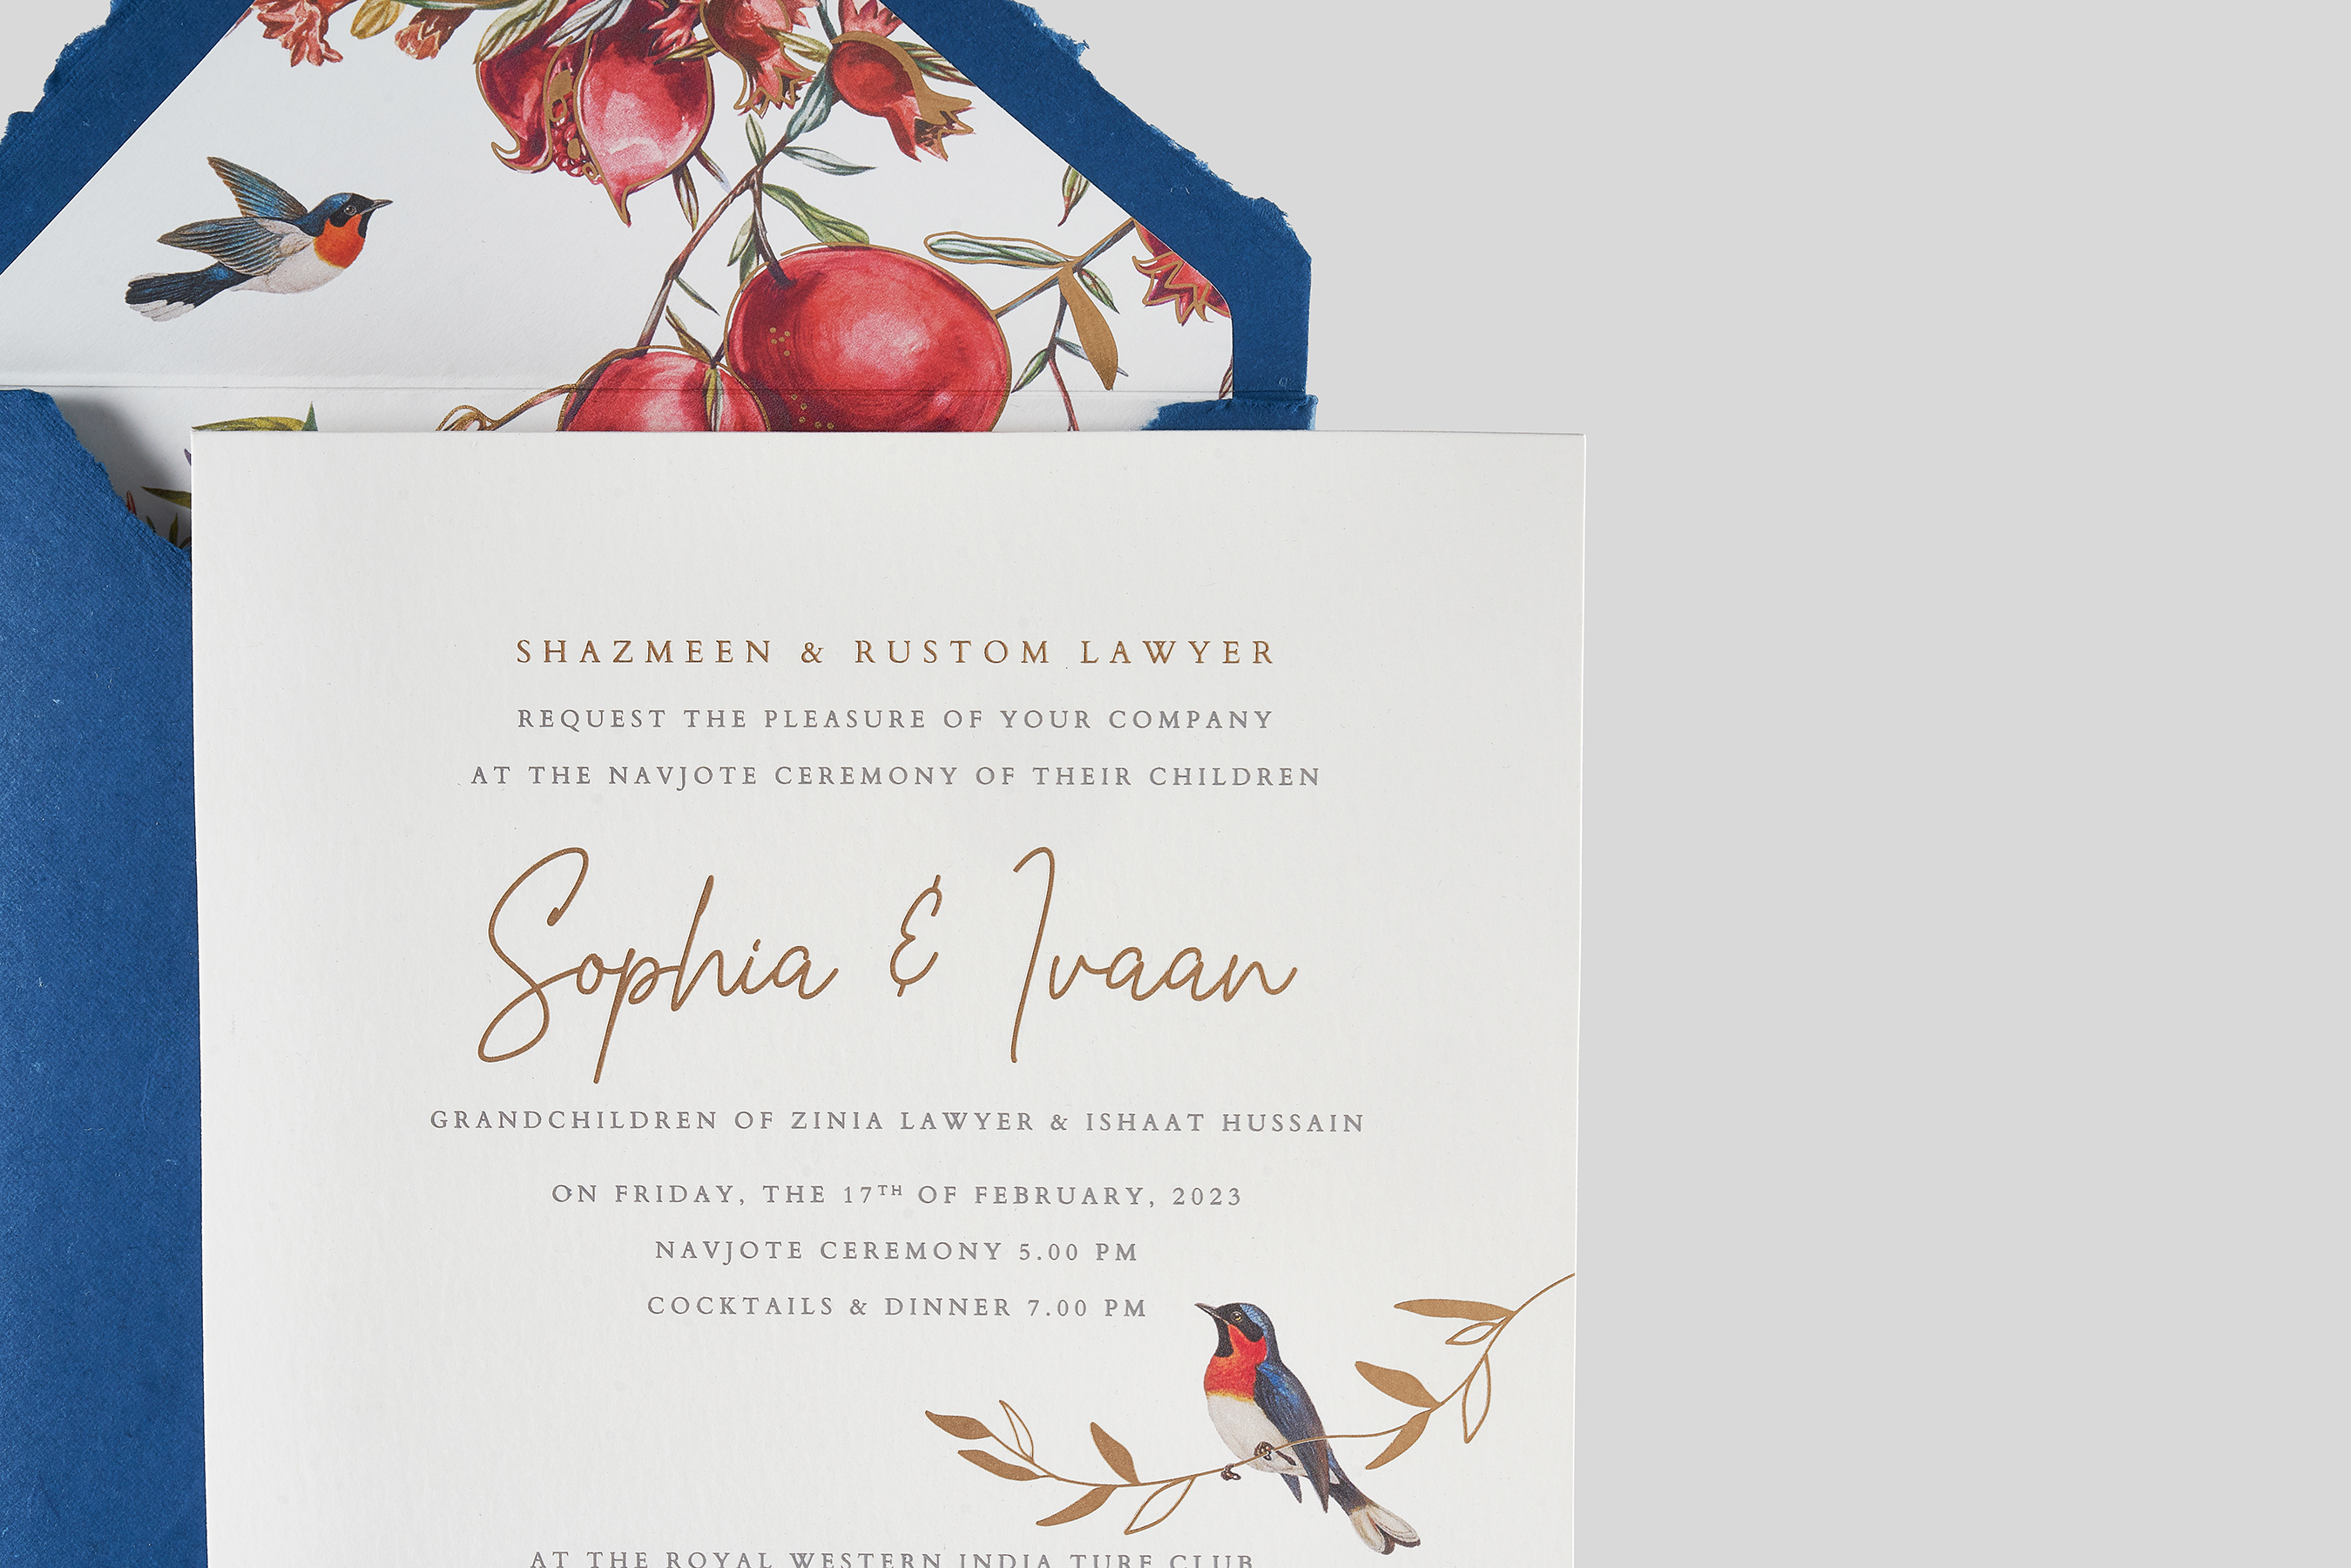 SHAZMEEN & RUSTOM LAWYER
REQUEST THE PLEASURE OF YOUR COMPANY
AT THE NAVJOTE CEREMONY OF THEIR CHILDREN
Sophia & Ivaan
GRANDCHILDREN OF ZINIA LAWYER & ISHAAT HUSSAIN
ON FRIDAY, THE 17TH OF FEBRUARY, 2023
NAVJOTE CEREMONY 5.00 PM
COCKTAILS & DINNER 7.00 PM
AT THE ROYAL WESTERN INDIA TURF CLUB